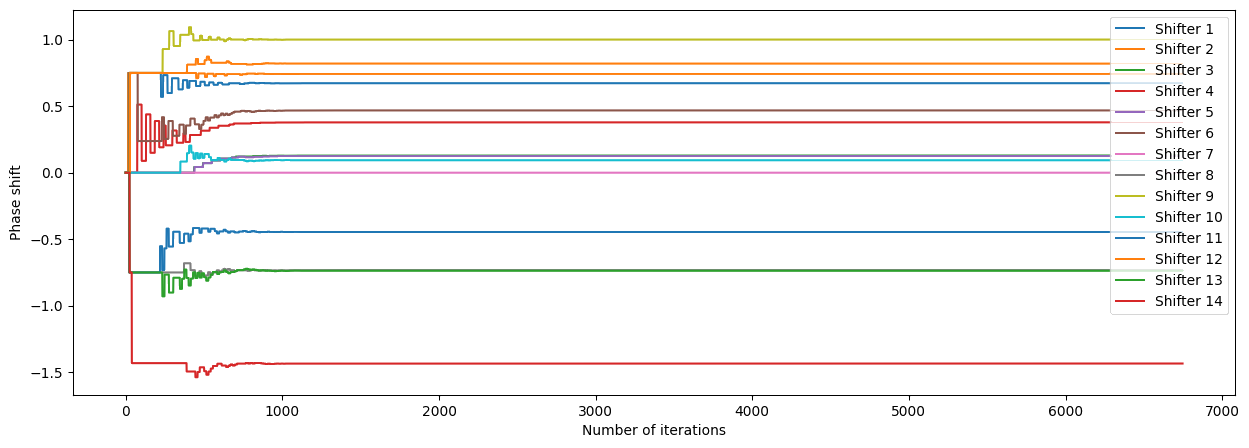 1.0
0.5
0.0
−0.5
−1.0
−1.5
Phase shift
0
1000
2000
3000
4000
5000
6000
7000
Number of iterations
Shifter 1
Shifter 2
Shifter 3
Shifter 4
Shifter 5
Shifter 6
Shifter 7
Shifter 8
Shifter 9
Shifter 10
Shifter 11
Shifter 12
Shifter 13
Shifter 14